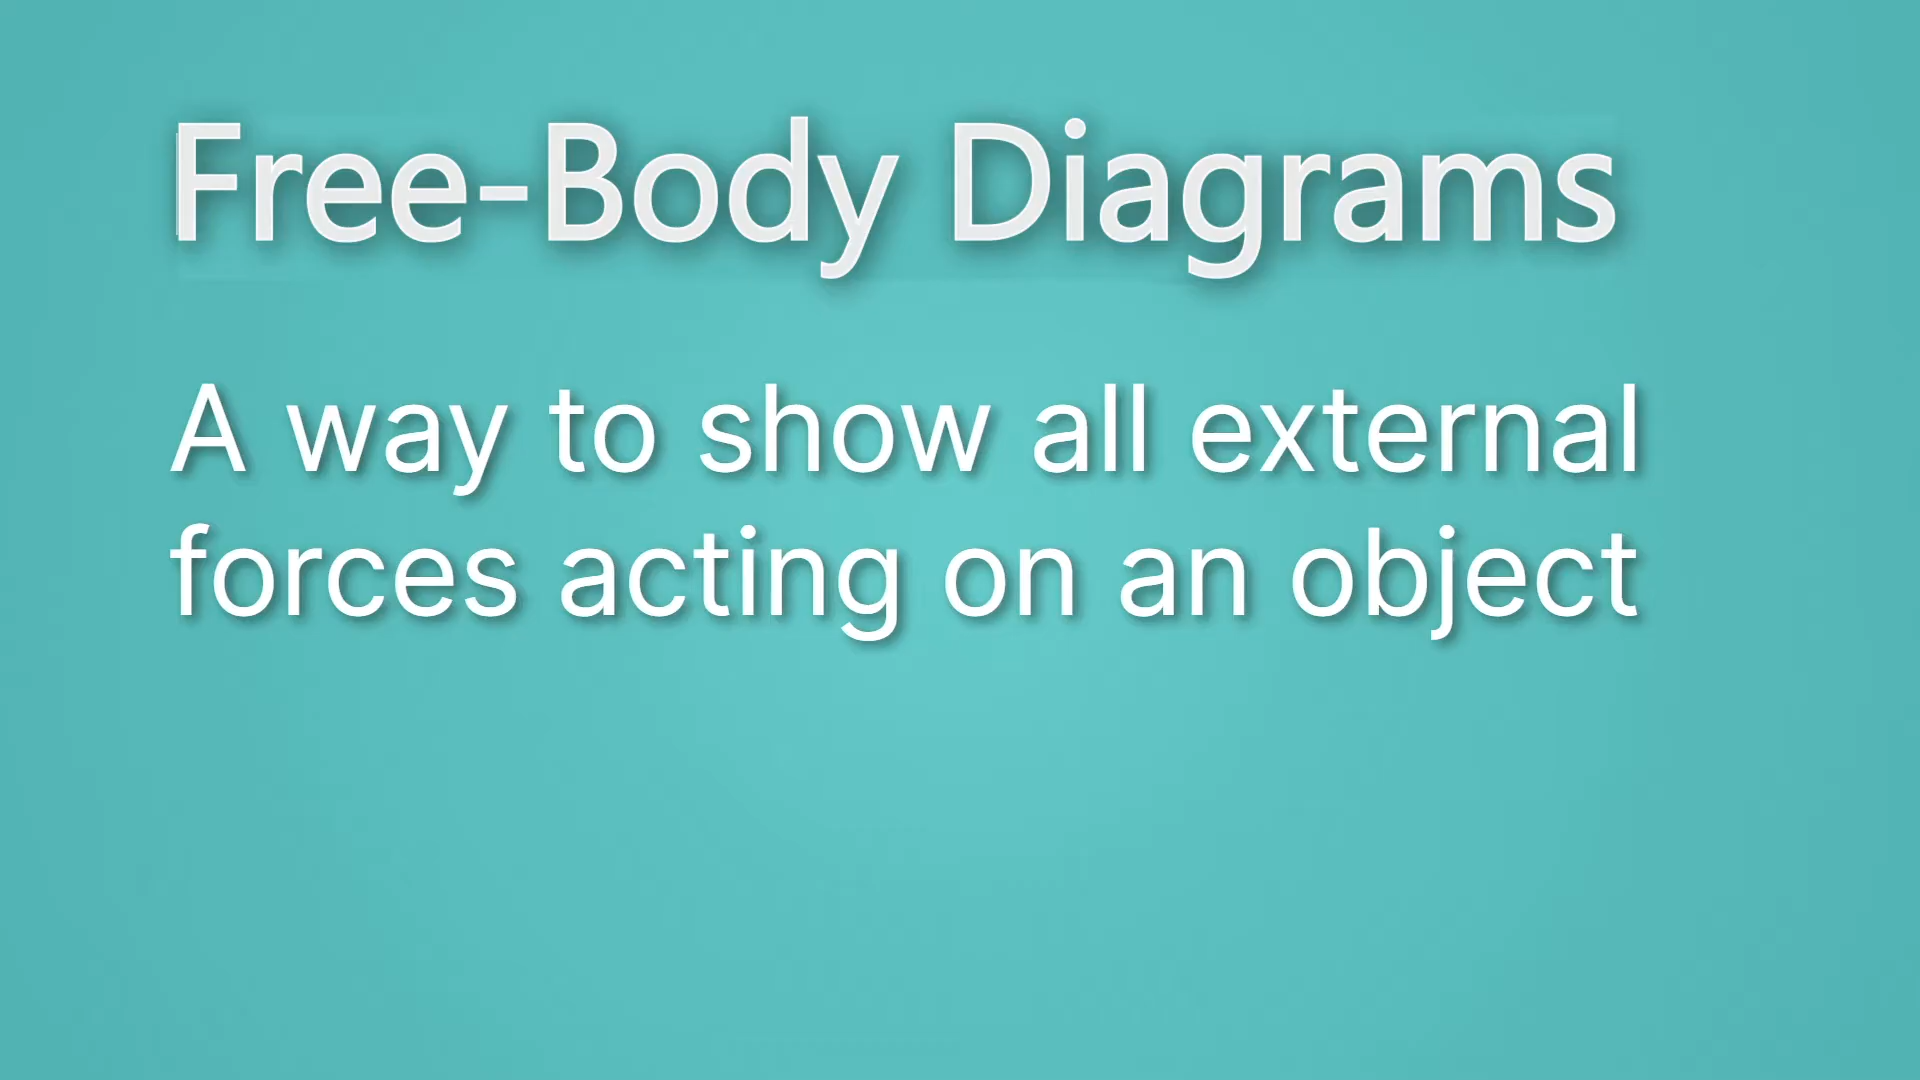 Free-Body Diagrams
A way to show all external
forces acting on an object